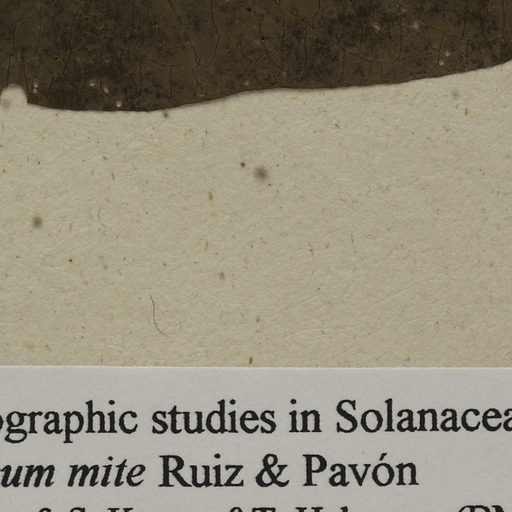 ographic studies in Solanacea
um mite Ruiz & Pavón